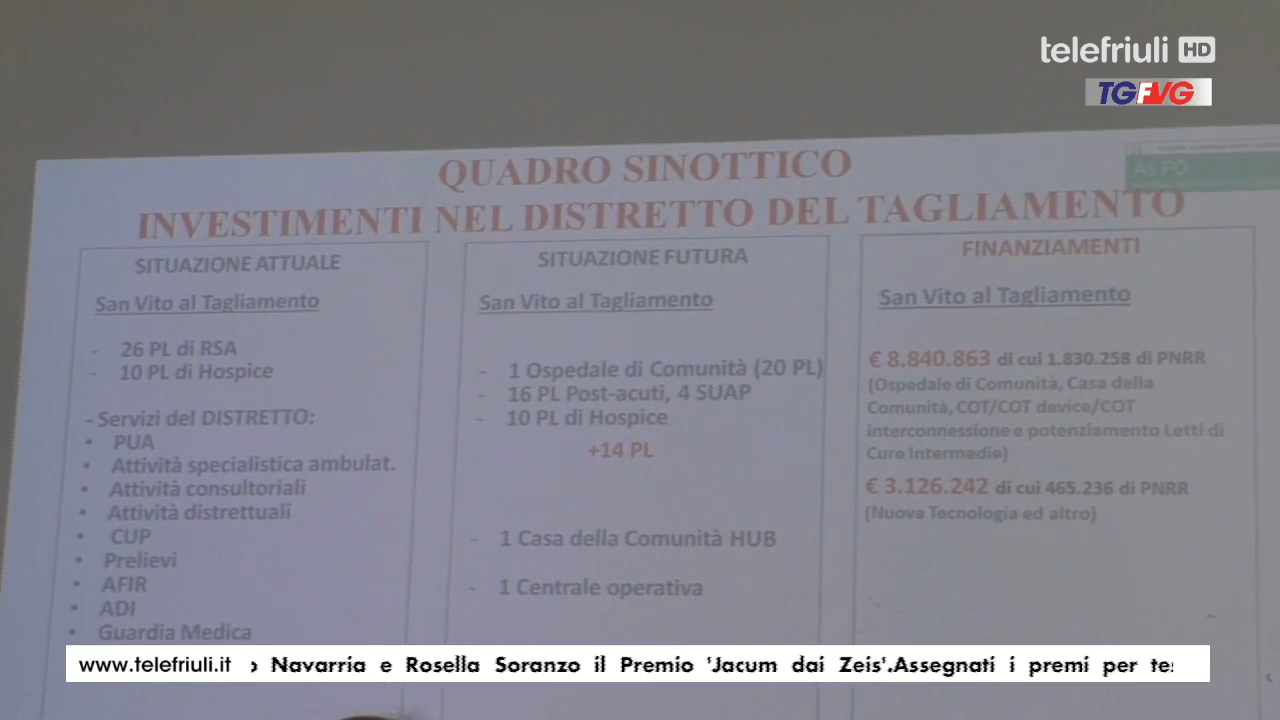 telefriuli HD
TGFVG
As FO
QUADRO SINOTTICO
INVESTIMENTI NEL DISTRETTO DEL TAGLIAMENTO
SITUAZIONE ATTUALE
San Vito al Tagliamento
- 26 PL di RSA
- 10 PL di Hospice
- Servizi del DISTRETTO:
• PUA
• Attività specialistica ambulat.
• Attività consultoriali
• Attività distrettuali
• CUP
• Prelievi
• AFIR
• ADI
• Guardia Medica
SITUAZIONE FUTURA
San Vito al Tagliamento
- 1 Ospedale di Comunità (20 PL)
- 16 PL Post-acuti, 4 SUAP
- 10 PL di Hospice
+14 PL
- 1 Casa della Comunità HUB
- 1 Centrale operativa
FINANZIAMENTI
San Vito al Tagliamento
€ 8.840.863 di cui 1.830.258 di PNRR
(Ospedale di Comunità, Casa della
Comunità, COT/COT device/COT
interconnessione e potenziamento Letti di
Cure Intermedie)
€ 3.126.242 di cui 465.236 di PNRR
(Nuova Tecnologia ed altro)
www.telefriuli.it Navarria e Rosella Soranzo il Premio 'Jacum dai Zeis'.Assegnati i premi per